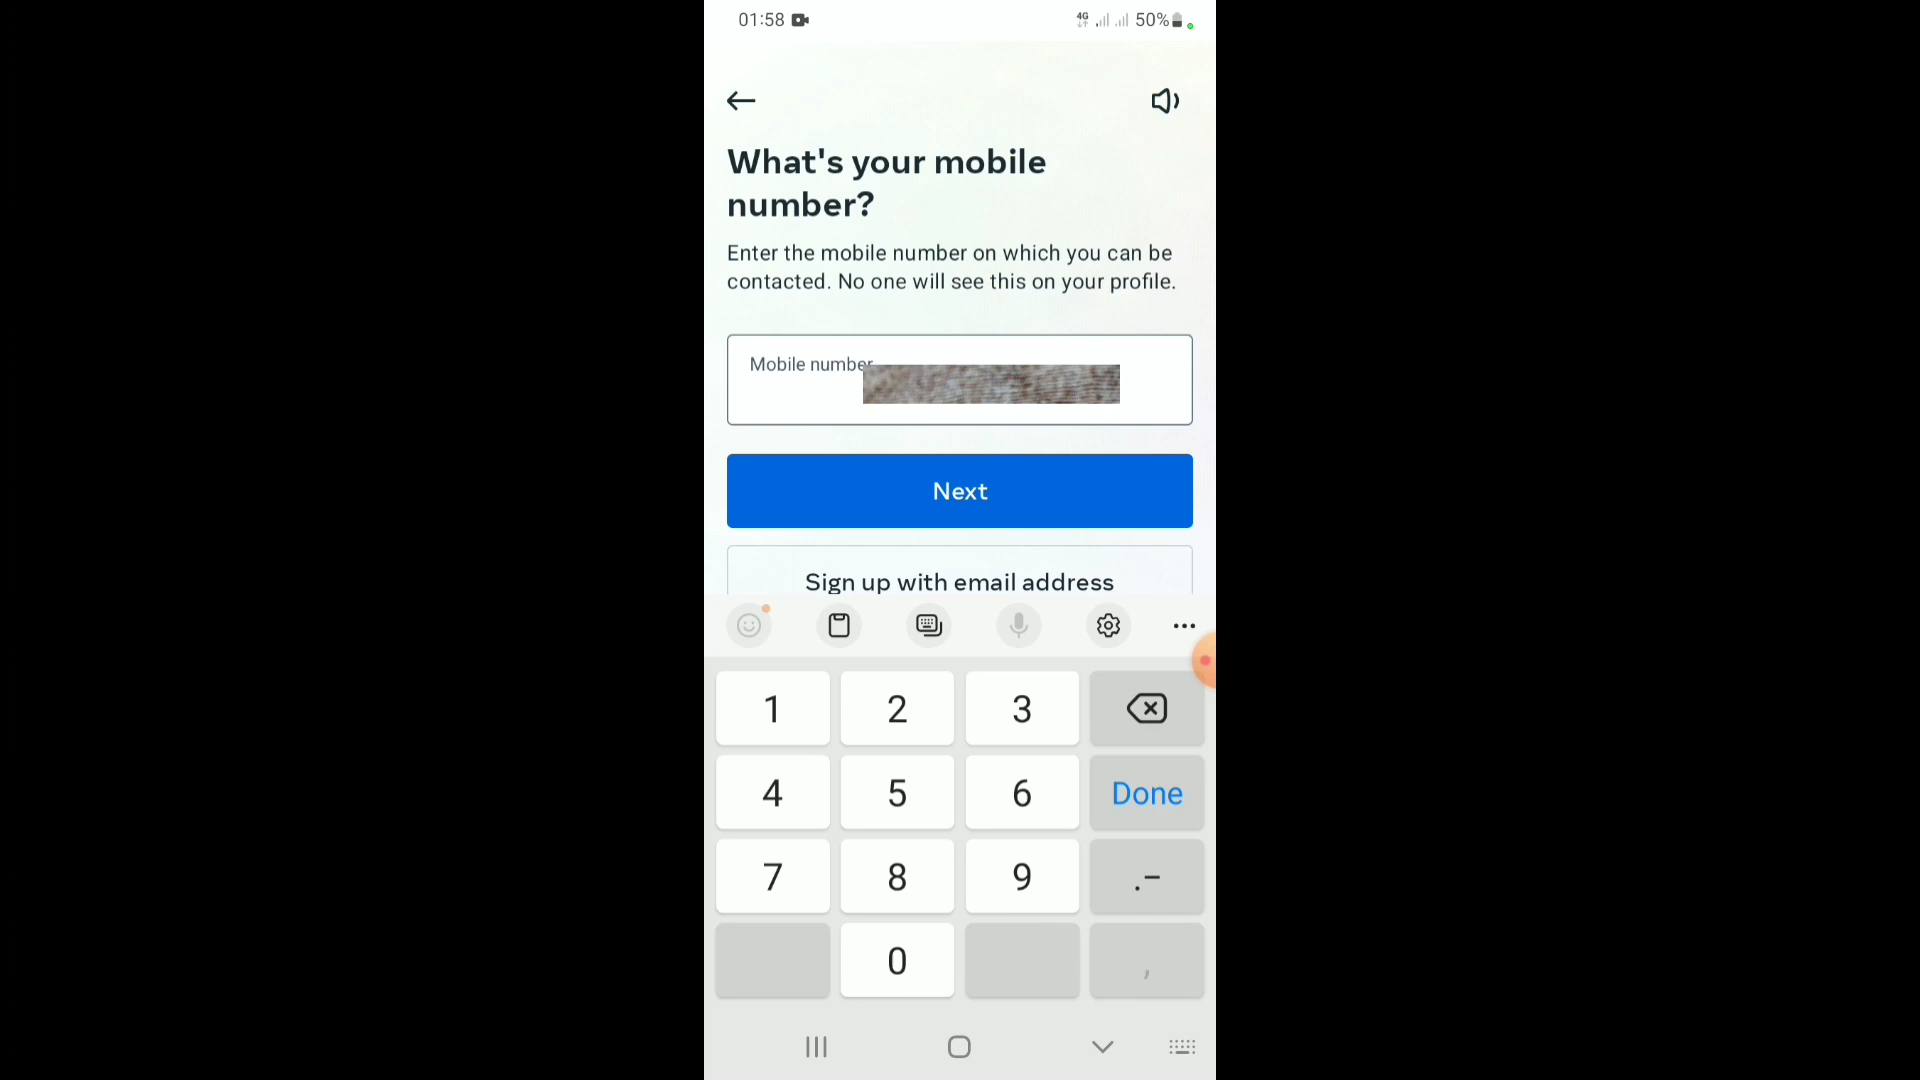 01:58 4G 50%
What's your mobile
number?
Enter the mobile number on which you can be
contacted. No one will see this on your profile.
Mobile number
Next
Sign up with email address
1 2 3
4 5 6 Done
7 8 9 .-
0 ,